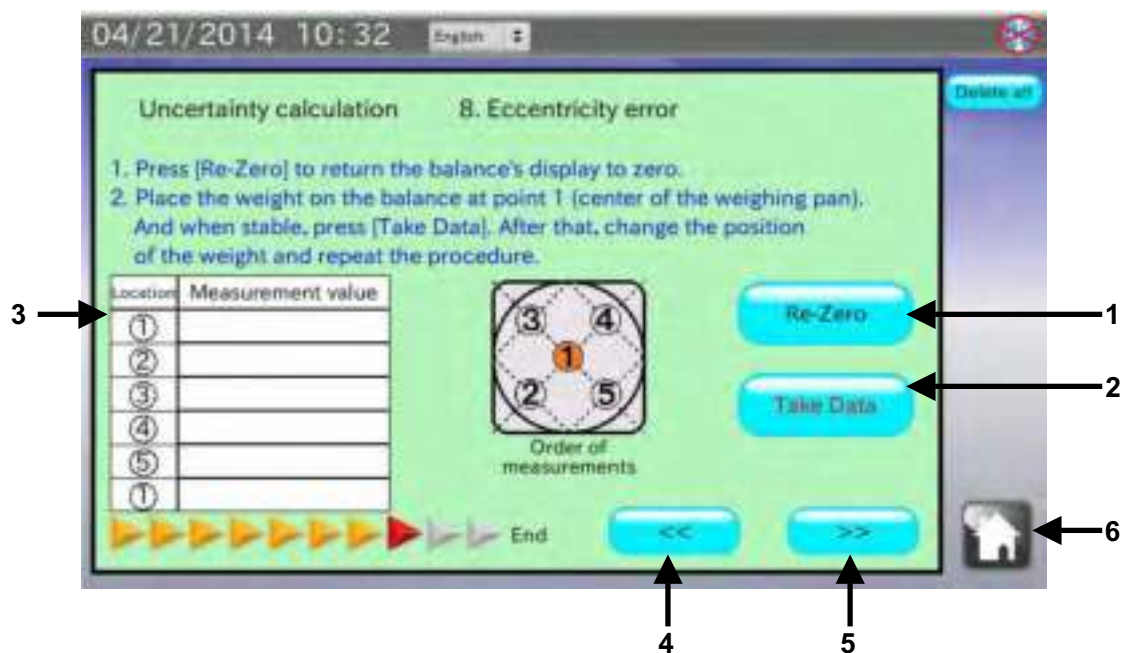 04/21/2014 10:32 English
Delete all
Uncertainty calculation 8. Eccentricity error
1. Press [Re-Zero] to return the balance's display to zero.
2. Place the weight on the balance at point 1 (center of the weighing pan).
And when stable, press [Take Data]. After that, change the position
of the weight and repeat the procedure.
Location Measurement value
①
②
③
④
⑤
①
3 4
1
2 5
Order of
measurements
Re-Zero
Take Data
End
<<
>>
3
1
2
6
4
5